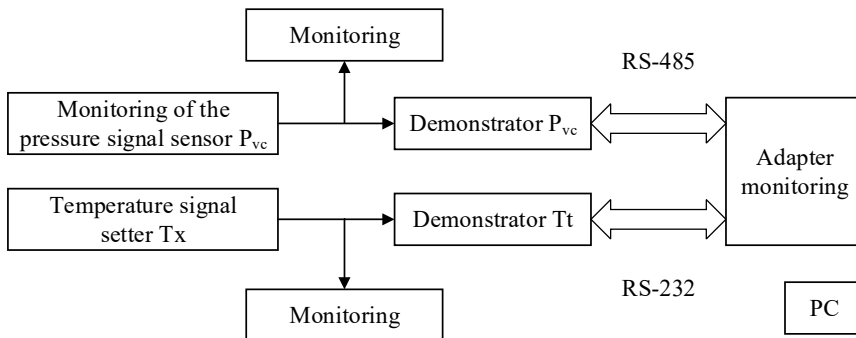 Monitoring
RS-485
Monitoring of the
pressure signal sensor Pvc
Demonstrator Pvc
Adapter
monitoring
Temperature signal
setter Tx
Demonstrator Tt
RS-232
Monitoring
PC